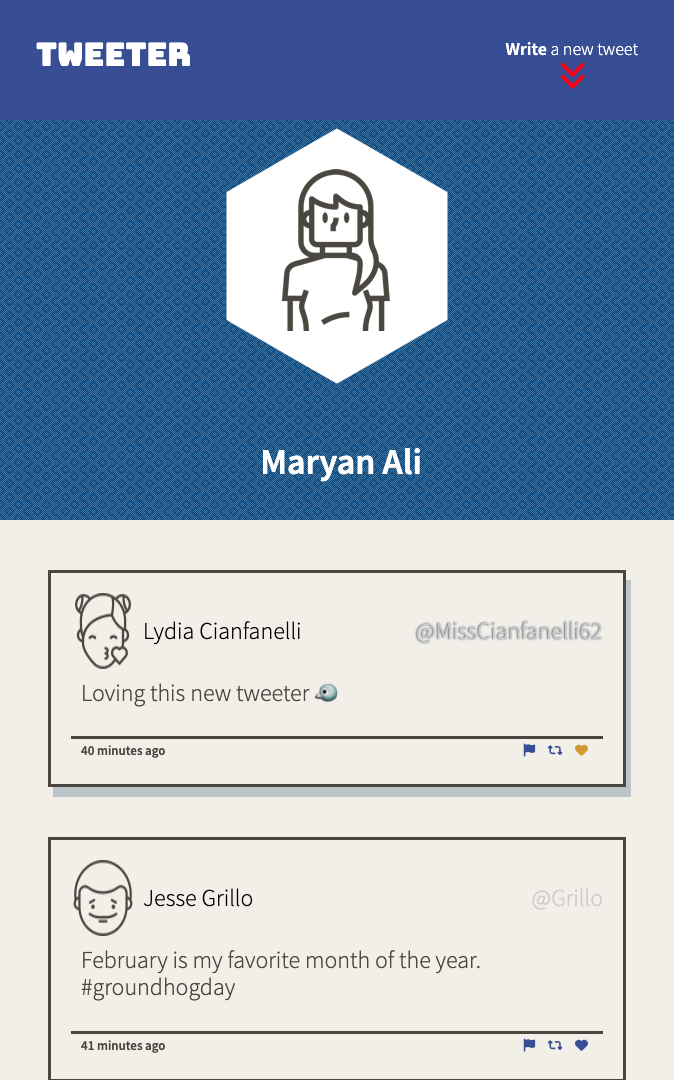 TWEETER
Write a new tweet
Maryan Ali
Lydia Cianfanelli
@MissCianfanelli62
Loving this new tweeter
40 minutes ago
Jesse Grillo
@Grillo
February is my favorite month of the year.
#groundhogday
41 minutes ago